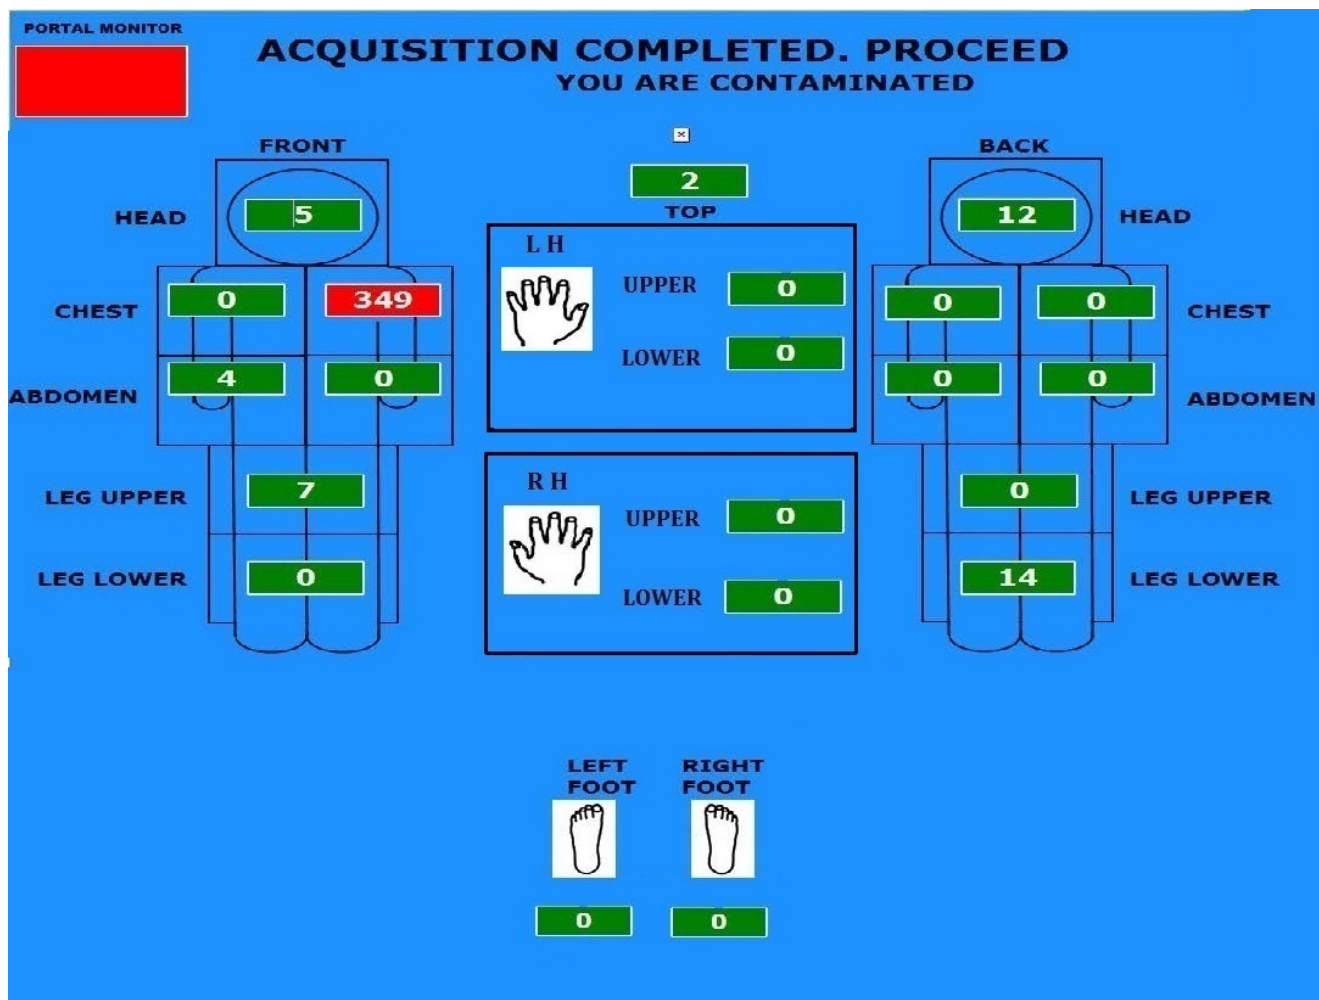 PORTAL MONITOR
ACQUISITION COMPLETED. PROCEED
YOU ARE CONTAMINATED
FRONT
BACK
2
TOP
HEAD 5
12 HEAD
L H
CHEST 0 349
UPPER 0
0 0 CHEST
LOWER 0
ABDOMEN 4 0
0 0 ABDOMEN
R H
LEG UPPER 7
UPPER 0
0 LEG UPPER
LEG LOWER 0
LOWER 0
14 LEG LOWER
LEFT FOOT
RIGHT FOOT
0 0